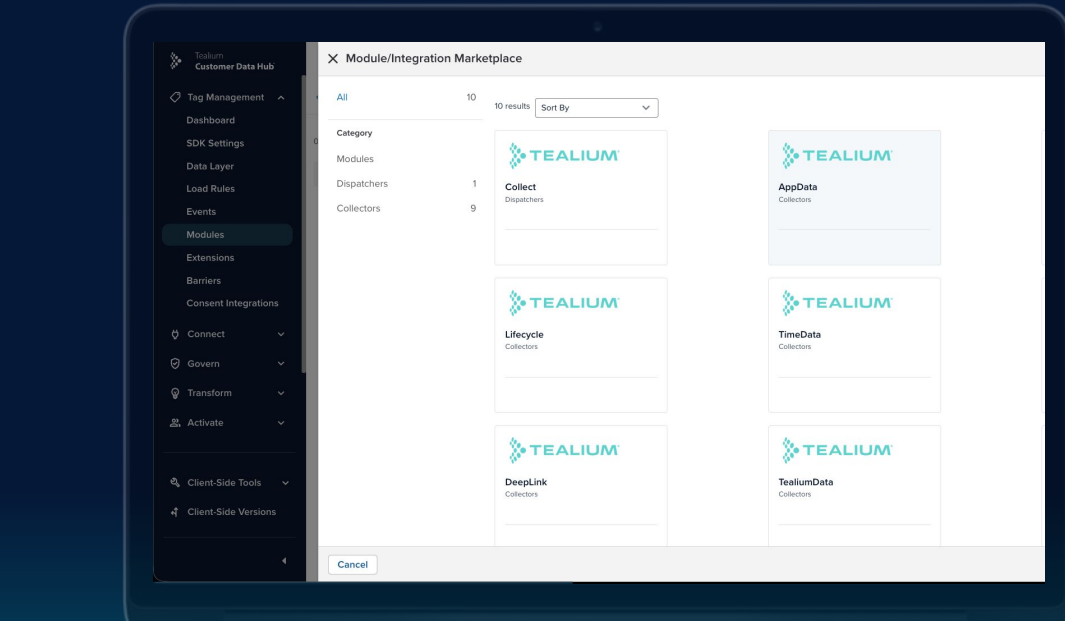 Tealium
Customer Data Hub
Tag Management
Dashboard
SDK Settings
Data Layer
Load Rules
Events
Modules
Extensions
Barriers
Consent Integrations
Connect
Govern
Transform
Activate
Client-Side Tools
Client-Side Versions
Module/Integration Marketplace
All 10
Category
Modules
Dispatchers 1
Collectors 9
10 results Sort By
TEALIUM
Collect
Dispatchers
TEALIUM
AppData
Collectors
TEALIUM
Lifecycle
Collectors
TEALIUM
TimeData
Collectors
TEALIUM
DeepLink
Collectors
TEALIUM
TealiumData
Collectors
Cancel